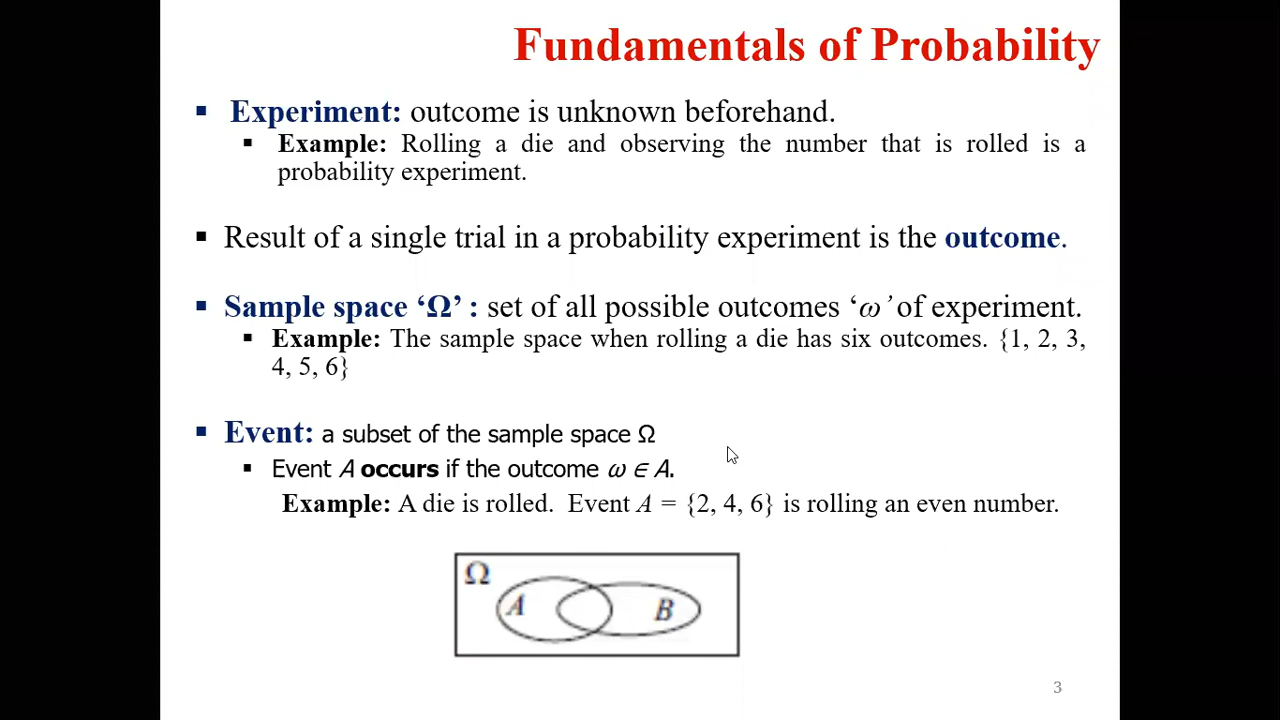 Fundamentals of Probability
▪ Experiment: outcome is unknown beforehand.
▪ Example: Rolling a die and observing the number that is rolled is a
probability experiment.
▪ Result of a single trial in a probability experiment is the outcome.
▪ Sample space ‘Ω’ : set of all possible outcomes ‘ω’ of experiment.
▪ Example: The sample space when rolling a die has six outcomes. {1, 2, 3,
4, 5, 6}
▪ Event: a subset of the sample space Ω
▪ Event A occurs if the outcome ω ∈ A.
Example: A die is rolled. Event A = {2, 4, 6} is rolling an even number.
Ω
A B
3